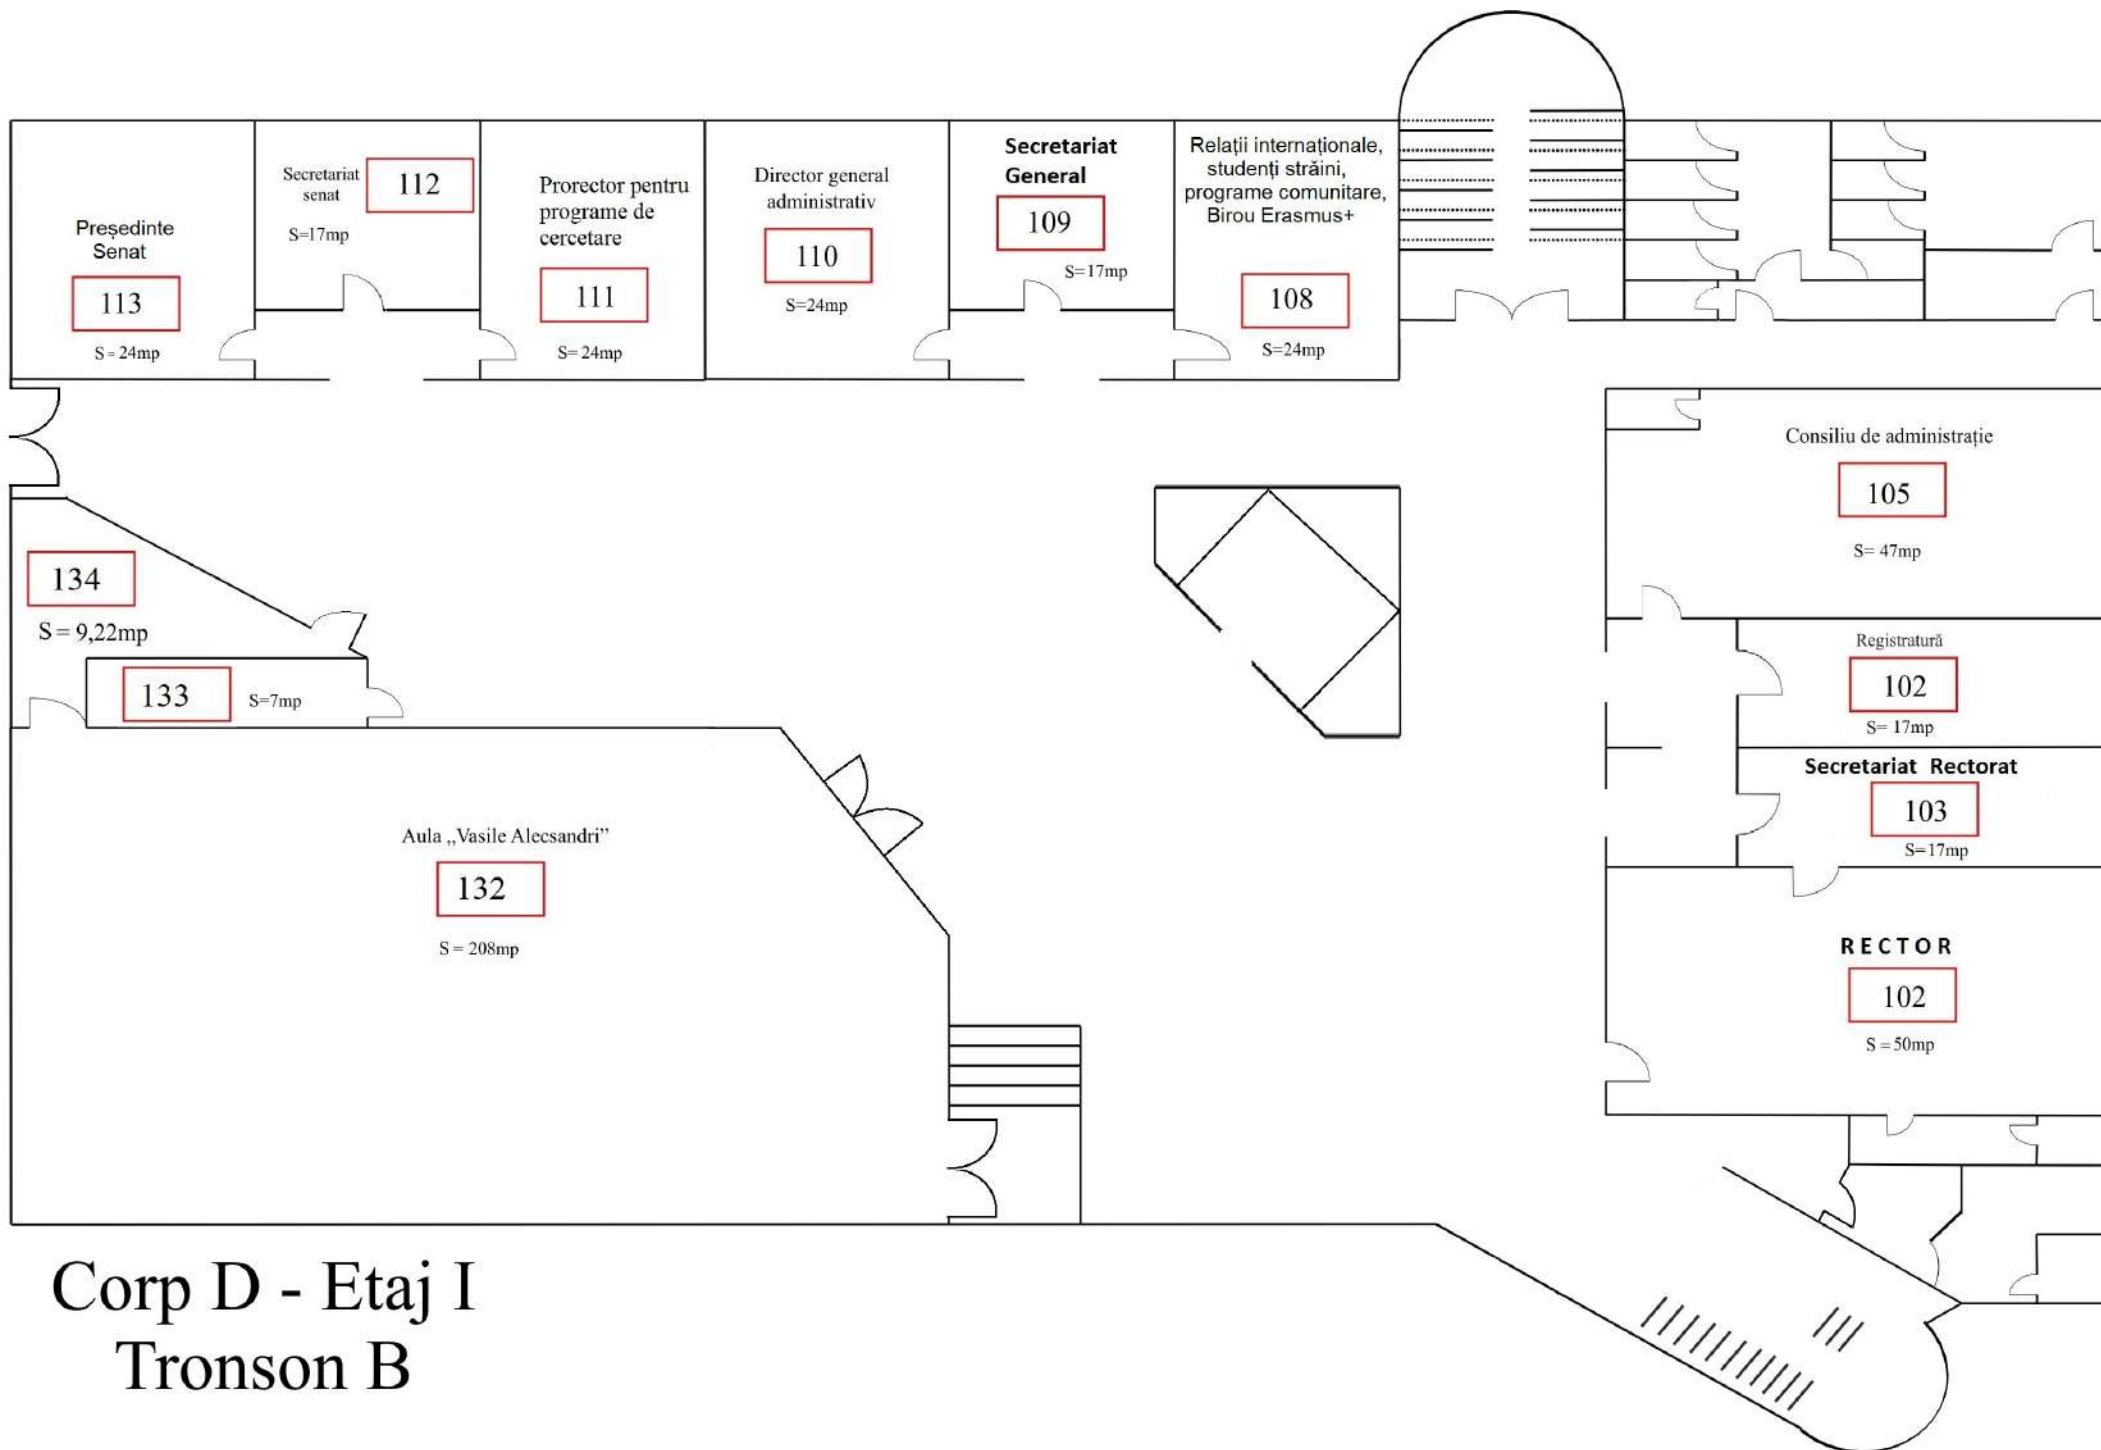 Președinte
Senat
113
S = 24mp
Secretariat
senat
112
S=17mp
Prorector pentru
programe de
cercetare
111
S= 24mp
Director general
administrativ
110
S=24mp
Secretariat
General
109
S=17mp
Relații internaționale,
studenți străini,
programe comunitare,
Birou Erasmus+
108
S=24mp
Consiliu de administrație
105
S= 47mp
134
S = 9,22mp
133
S=7mp
Registratură
102
S= 17mp
Secretariat Rectorat
103
S=17mp
Aula „Vasile Alecsandri”
132
S = 208mp
RECTOR
102
S = 50mp
Corp D - Etaj I
Tronson B